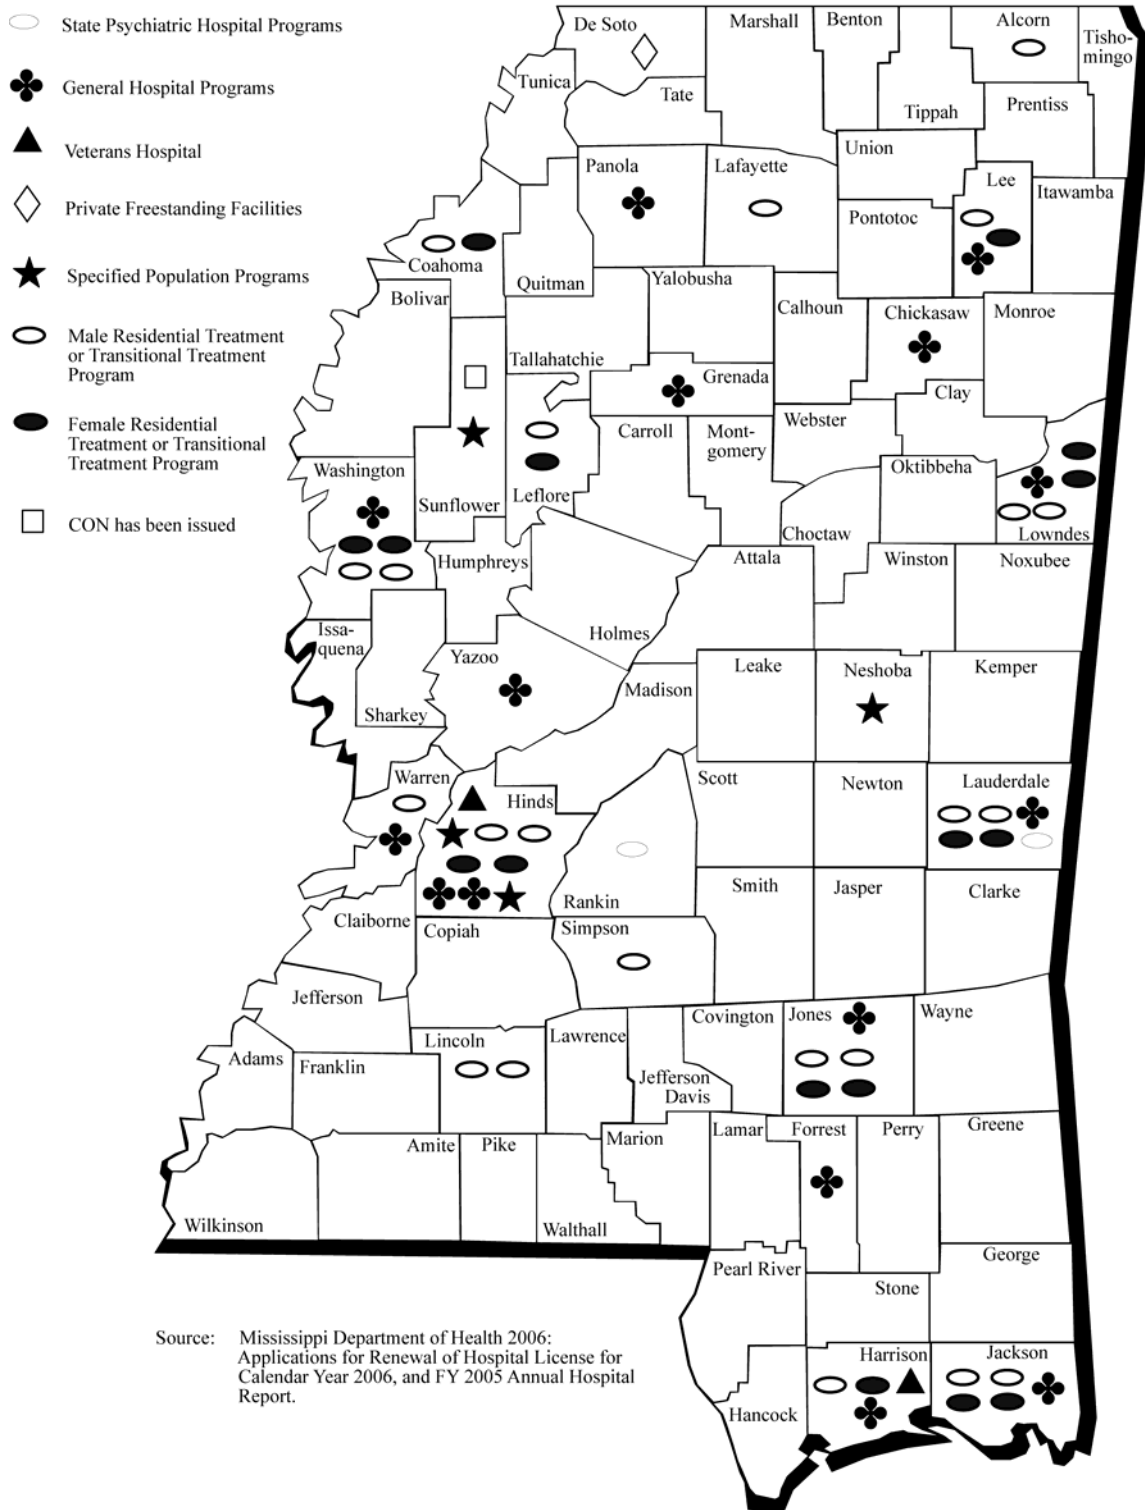 State Psychiatric Hospital Programs
General Hospital Programs
Veterans Hospital
Private Freestanding Facilities
Specified Population Programs
Male Residential Treatment
or Transitional Treatment
Program
Female Residential
Treatment or Transitional
Treatment Program
CON has been issued
De Soto
Marshall
Benton
Alcorn
Tisho-
mingo
Tunica
Tate
Tippah
Prentiss
Union
Panola
Lafayette
Lee
Itawamba
Pontotoc
Coahoma
Quitman
Yalobusha
Bolivar
Calhoun
Chickasaw
Monroe
Tallahatchie
Grenada
Clay
Carroll
Mont-
gomery
Webster
Washington
Oktibbeha
Sunflower
Leflore
Choctaw
Lowndes
Humphreys
Attala
Winston
Noxubee
Issa-
quena
Holmes
Yazoo
Leake
Neshoba
Kemper
Madison
Sharkey
Warren
Hinds
Scott
Newton
Lauderdale
Rankin
Smith
Jasper
Clarke
Claiborne
Copiah
Simpson
Jefferson
Covington
Jones
Wayne
Lincoln
Lawrence
Adams
Franklin
Jefferson
Davis
Amite
Pike
Marion
Lamar
Forrest
Perry
Greene
Wilkinson
Walthall
Pearl River
George
Stone
Harrison
Jackson
Hancock
Source: Mississippi Department of Health 2006:
Applications for Renewal of Hospital License for
Calendar Year 2006, and FY 2005 Annual Hospital
Report.